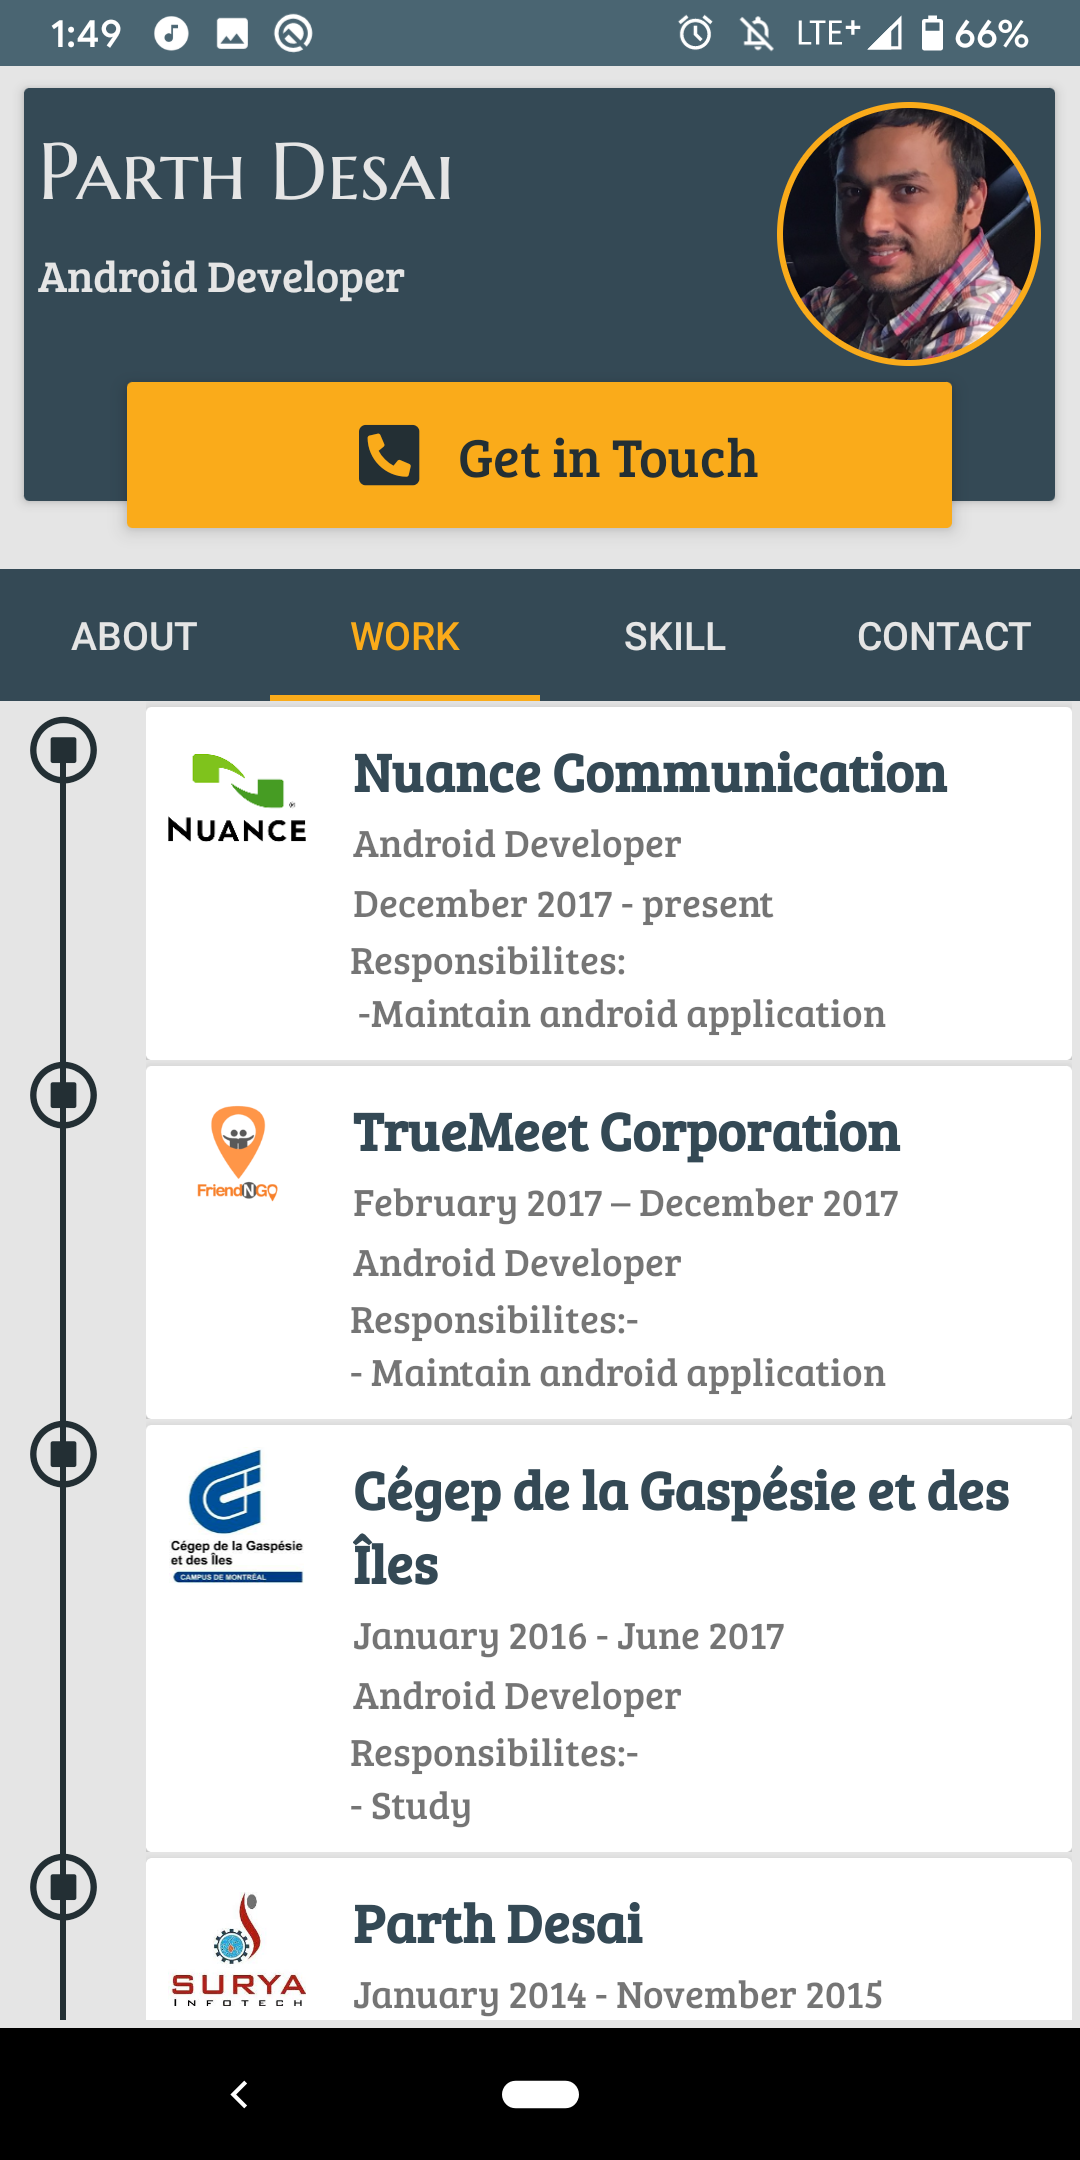 1:49
LTE+
66%
Parth Desai
Android Developer
Get in Touch
ABOUT
WORK
SKILL
CONTACT
NUANCE
Nuance Communication
Android Developer
December 2017 - present
Responsibilites:
-Maintain android application
FriendNGO
TrueMeet Corporation
February 2017 – December 2017
Android Developer
Responsibilites:-
- Maintain android application
Cégep de la Gaspésie
et des Îles
CAMPUS DE MONTRÉAL
Cégep de la Gaspésie et des
Îles
January 2016 - June 2017
Android Developer
Responsibilites:-
- Study
SURYA
INFOTECH
Parth Desai
January 2014 - November 2015